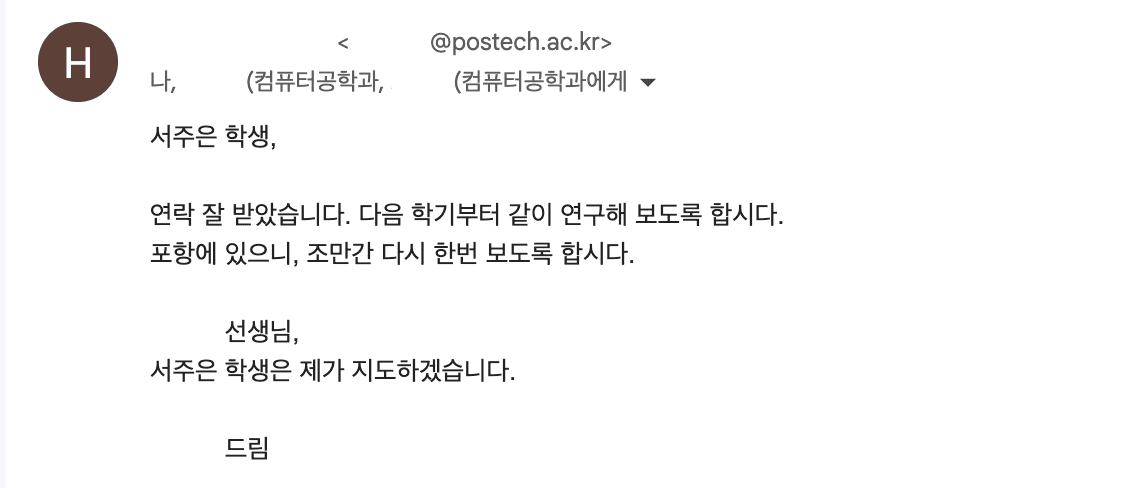 H
< @postech.ac.kr>
나, (컴퓨터공학과, (컴퓨터공학과에게
서주은 학생,
연락 잘 받았습니다. 다음 학기부터 같이 연구해 보도록 합시다.
포항에 있으니, 조만간 다시 한번 보도록 합시다.
선생님,
서주은 학생은 제가 지도하겠습니다.
드림